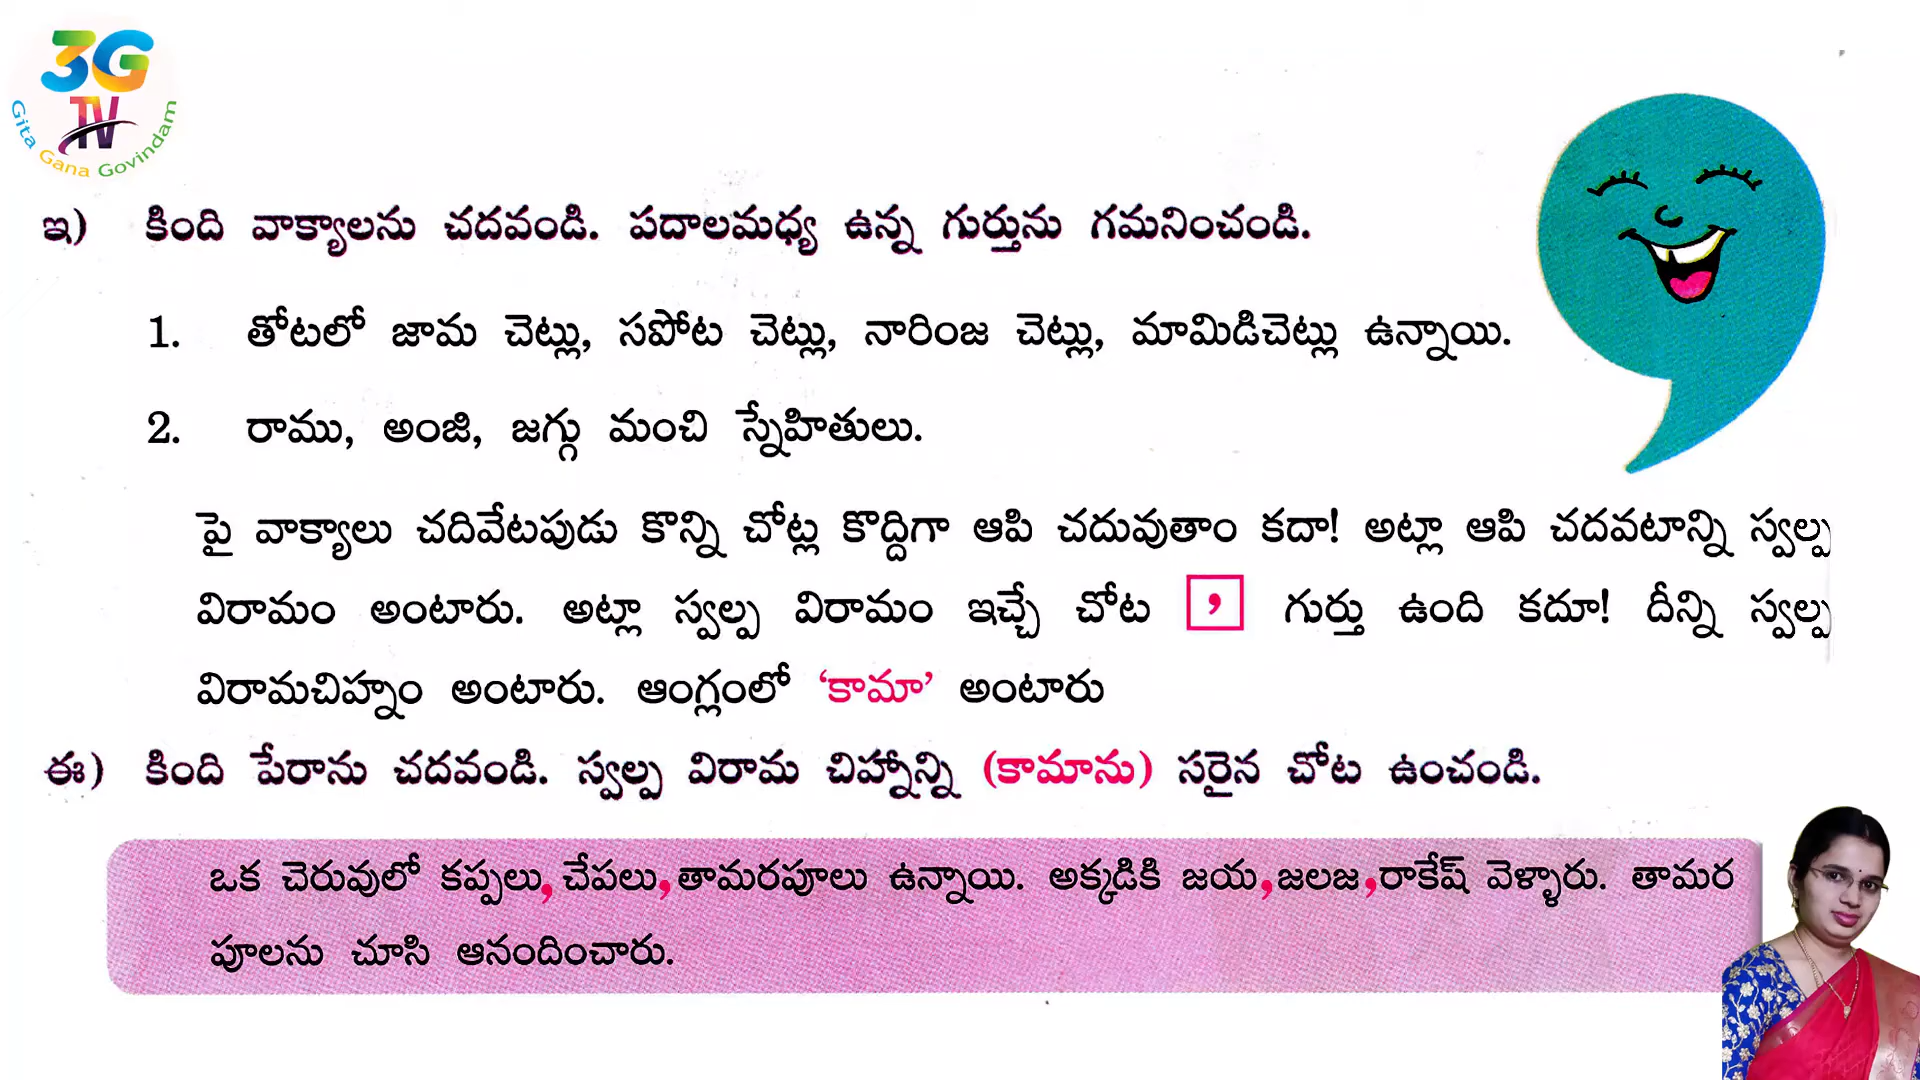 3G
TV
Gita Gana Govindam
ఇ) కింది వాక్యాలను చదవండి. పదాలమధ్య ఉన్న గుర్తును గమనించండి.
1. తోటలో జామ చెట్లు, సపోట చెట్లు, నారింజ చెట్లు, మామిడిచెట్లు ఉన్నాయి.
2. రాము, అంజి, జగ్గు మంచి స్నేహితులు.
పై వాక్యాలు చదివేటపుడు కొన్ని చోట్ల కొద్దిగా ఆపి చదువుతాం కదా! అట్లా ఆపి చదవటాన్ని స్వల్ప
విరామం అంటారు. అట్లా స్వల్ప విరామం ఇచ్చే చోట , గుర్తు ఉంది కదూ! దీన్ని స్వల్ప
విరామచిహ్నం అంటారు. ఆంగ్లంలో ‘కామా’ అంటారు
ఈ) కింది పేరాను చదవండి. స్వల్ప విరామ చిహ్నాన్ని (కామాను) సరైన చోట ఉంచండి.
ఒక చెరువులో కప్పలు,చేపలు,తామరపూలు ఉన్నాయి. అక్కడికి జయ,జలజ,రాకేష్ వెళ్ళారు. తామర
పూలను చూసి ఆనందించారు.